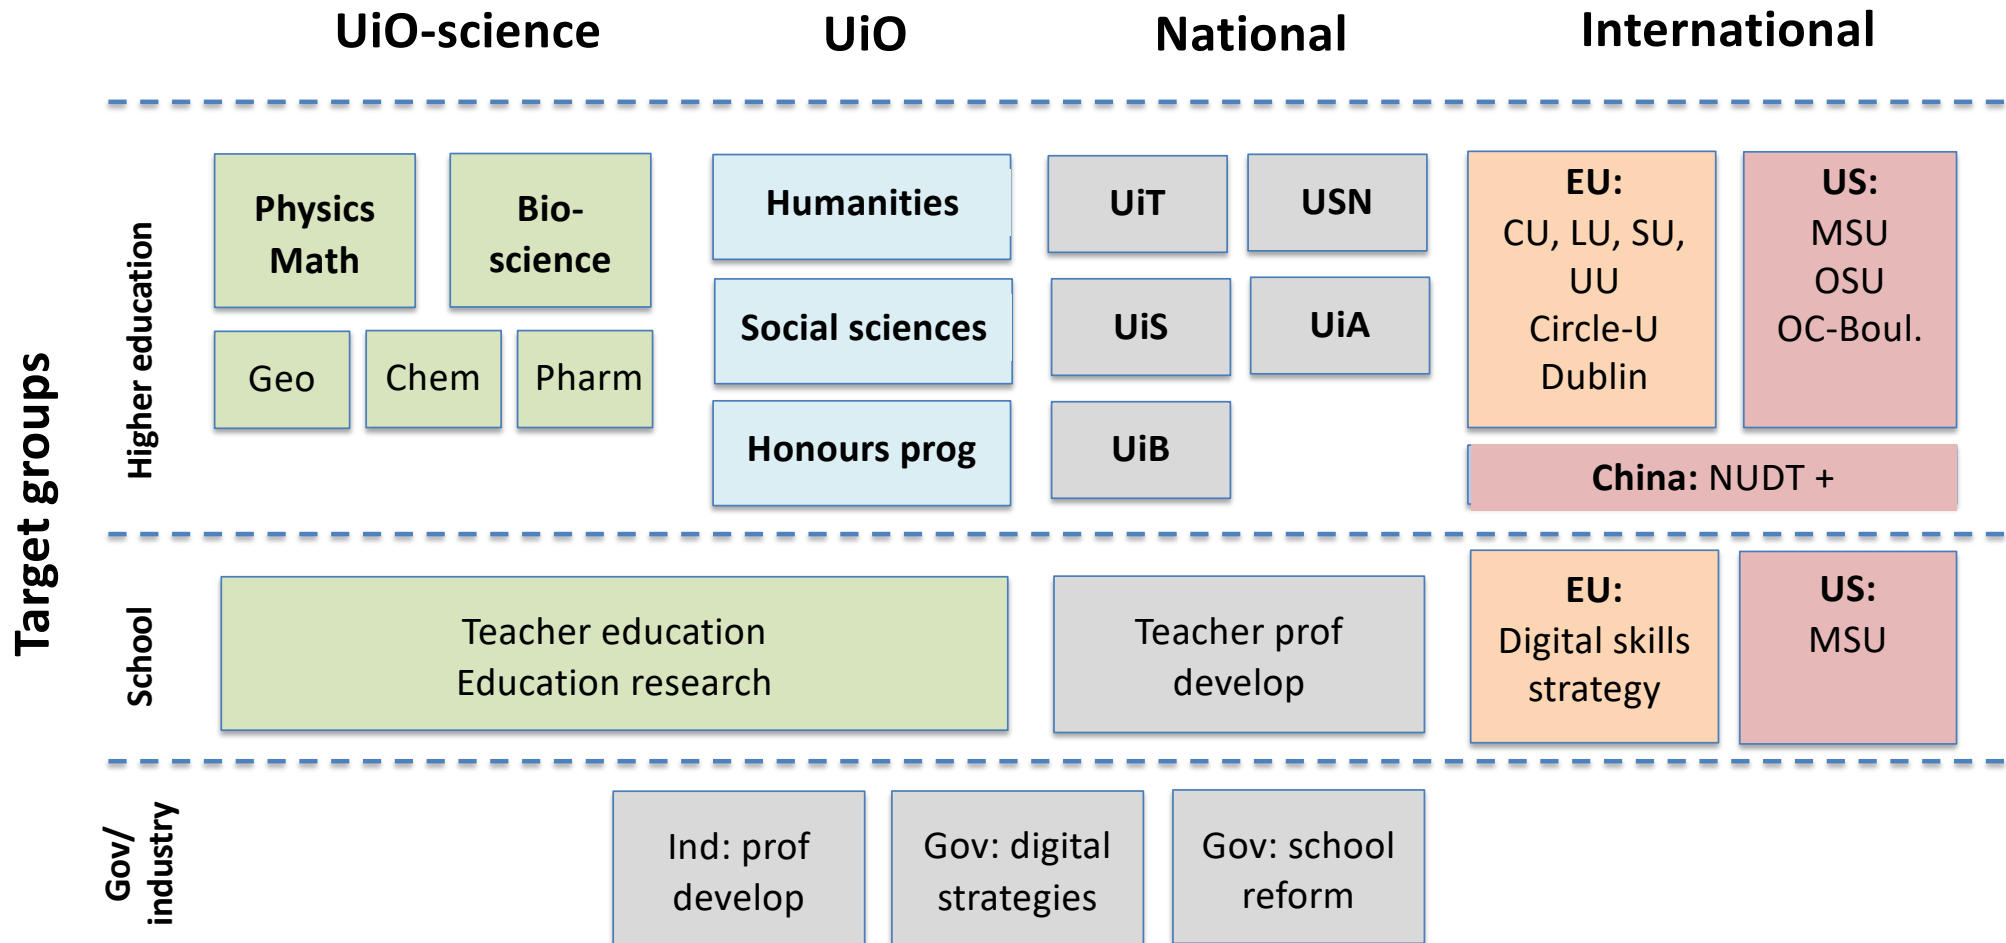 UiO-science
UiO
National
International
Target groups
Higher education
Physics
Math
Bio-
science
Geo
Chem
Pharm
Humanities
Social sciences
Honours prog
UiT
USN
UiS
UiA
UiB
EU:
CU, LU, SU,
UU
Circle-U
Dublin
US:
MSU
OSU
OC-Boul.
China: NUDT +
School
Teacher education
Education research
Teacher prof
develop
EU:
Digital skills
strategy
US:
MSU
Gov/
industry
Ind: prof
develop
Gov: digital
strategies
Gov: school
reform